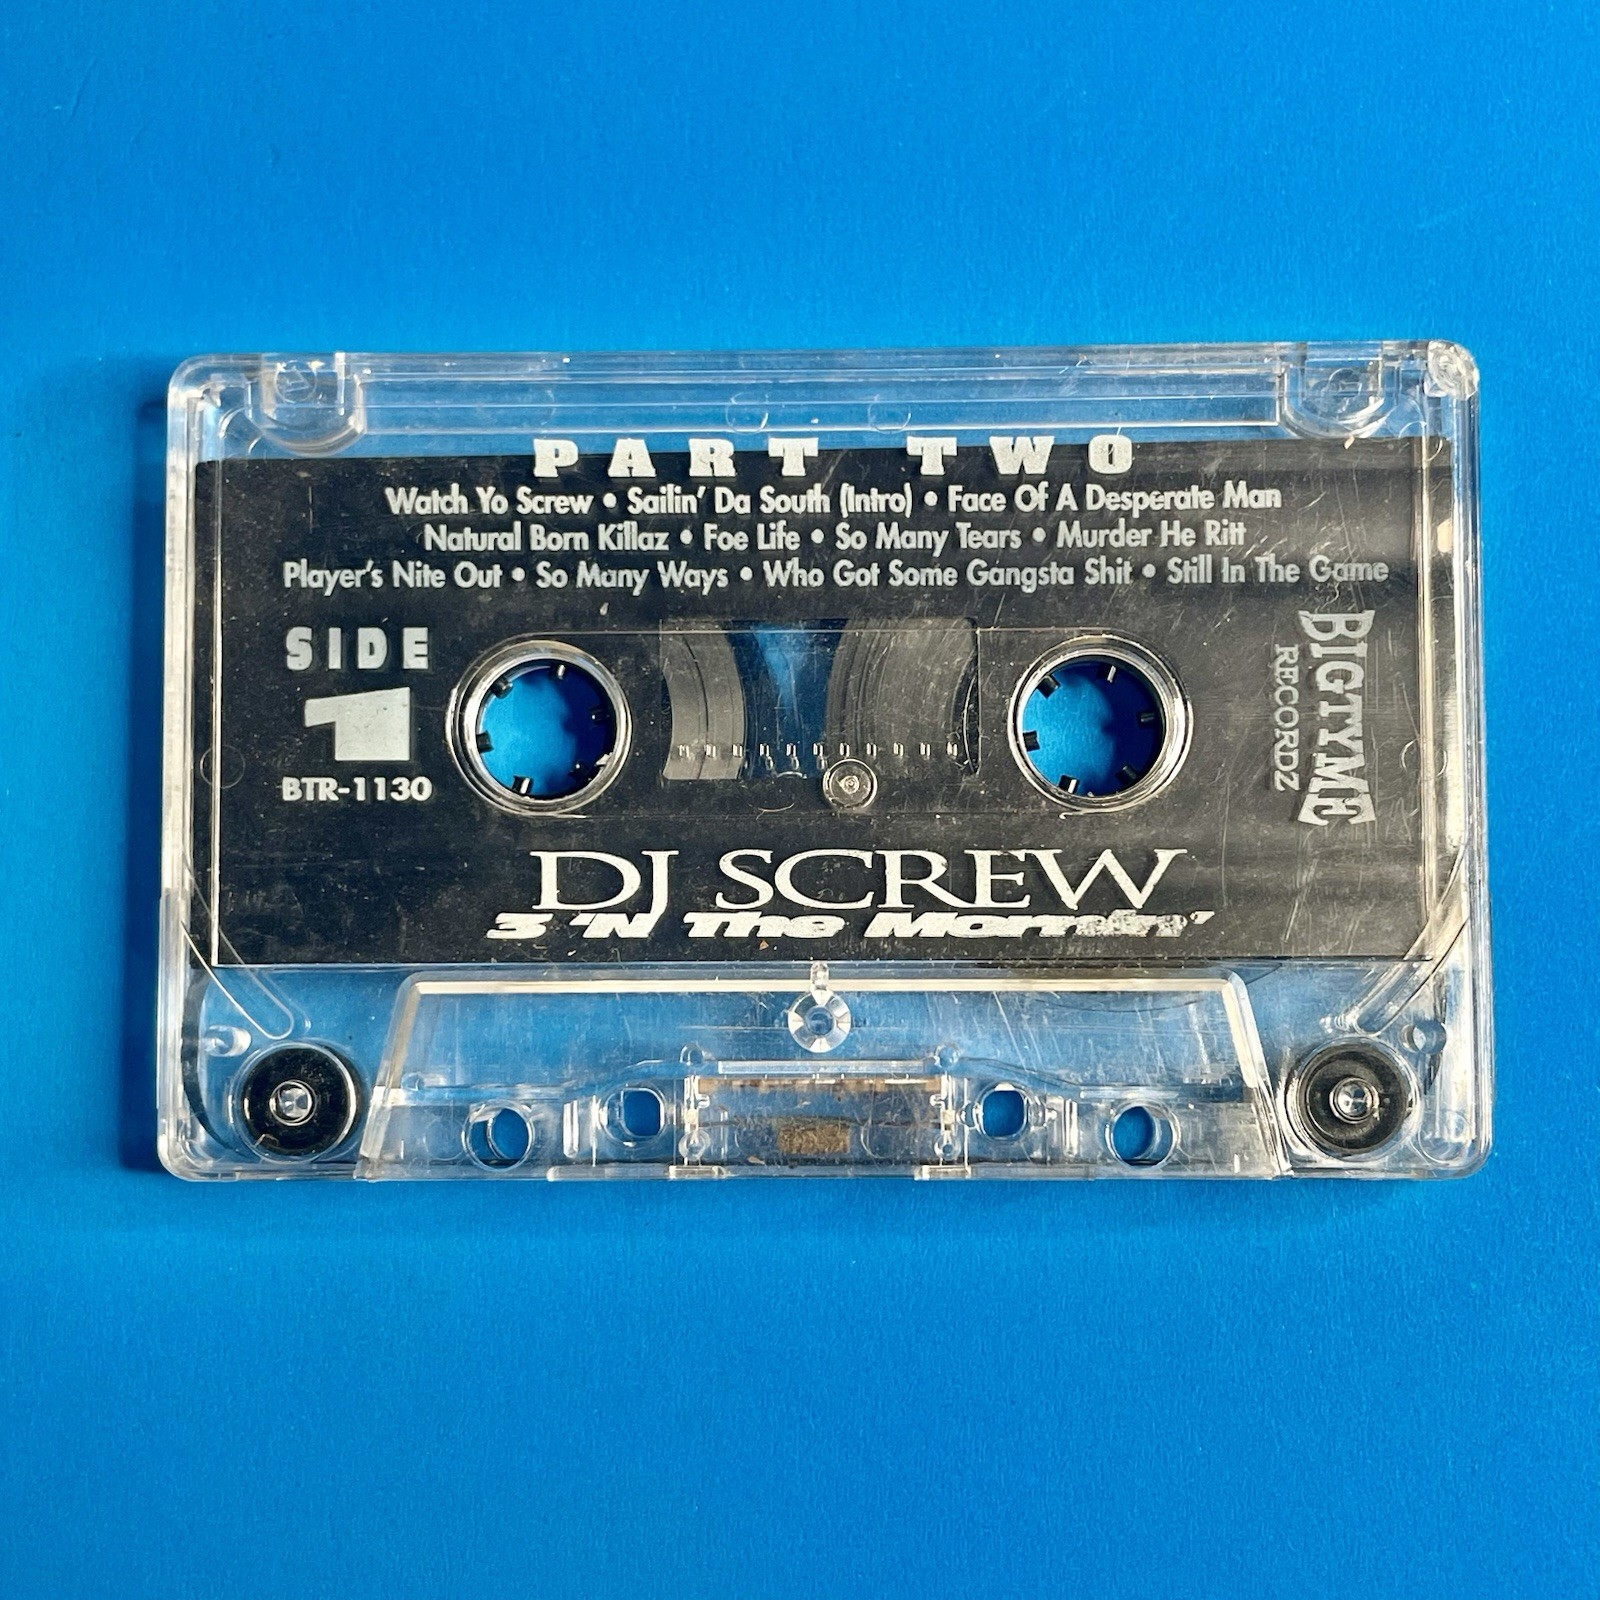 PART TWO
Watch Yo Screw • Sailin' Da South (Intro) • Face Of A Desperate Man
Natural Born Killaz • Foe Life • So Many Tears • Murder He Ritt
Player's Nite Out • So Many Ways • Who Got Some Gangsta Shit • Still In The Game
SIDE
1
BTR-1130
BIGTYME
RECORDZ
DJ SCREW
3 'N The Mornin'